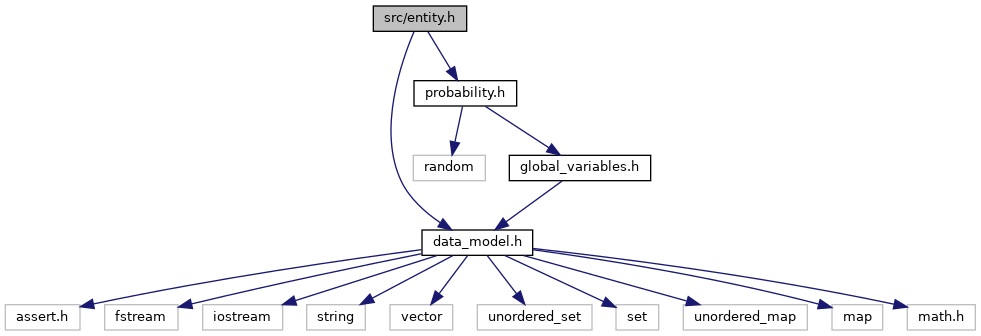 src/entity.h
probability.h
random
global_variables.h
data_model.h
assert.h
fstream
iostream
string
vector
unordered_set
set
unordered_map
map
math.h